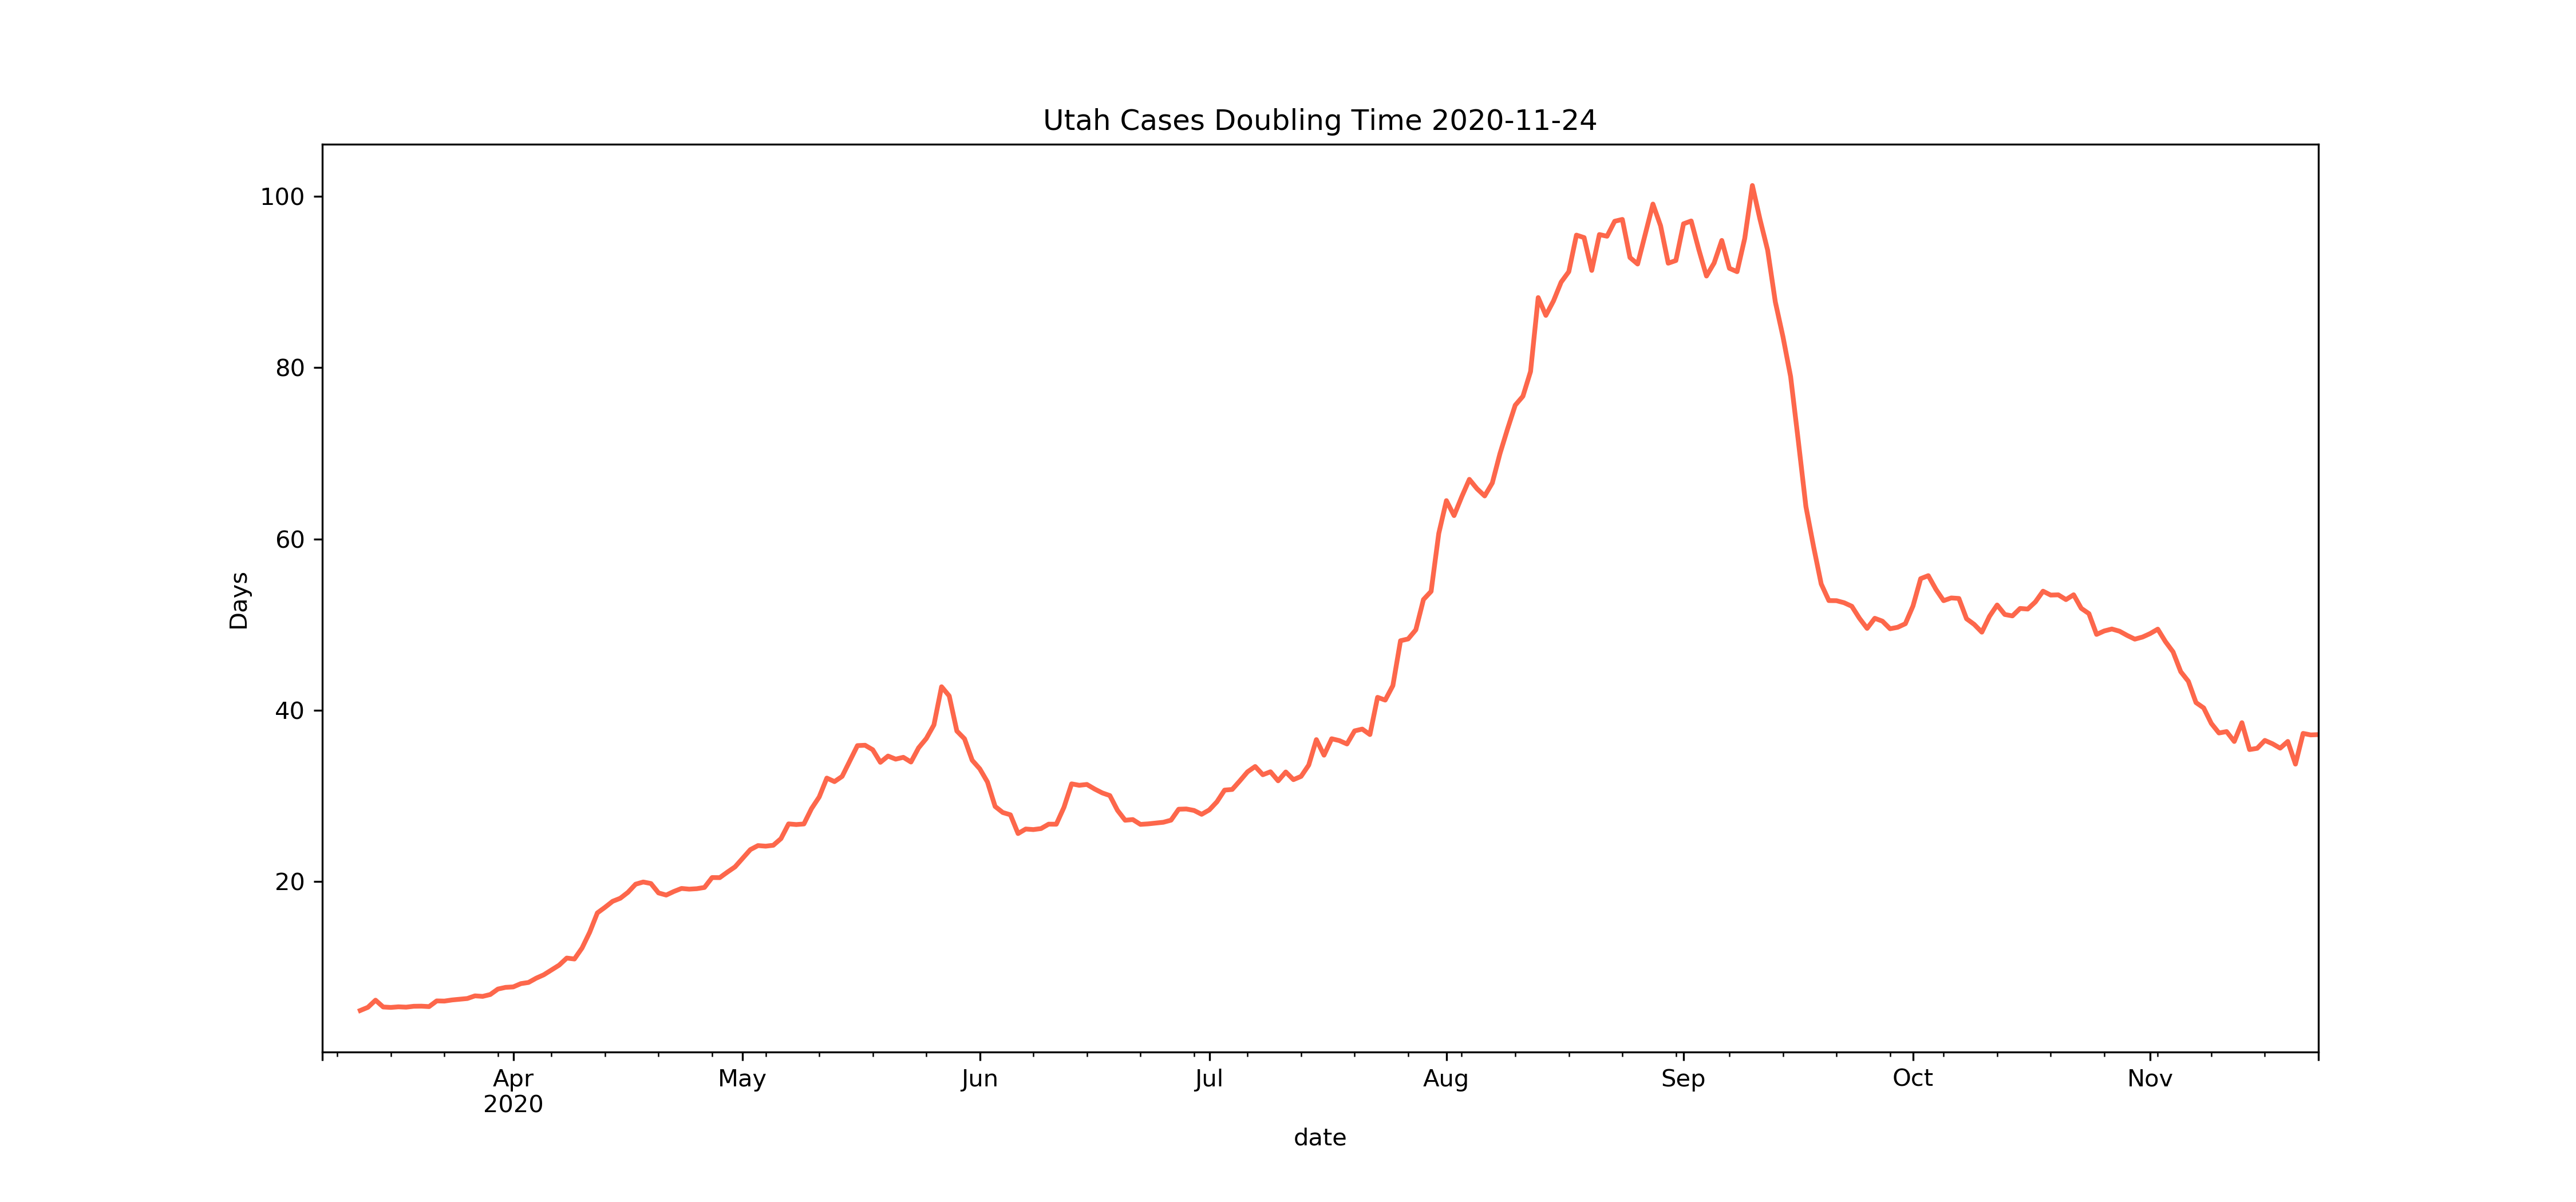 Utah Cases Doubling Time 2020-11-24
100
80
60
40
20
Days
Apr May Jun Jul Aug Sep Oct Nov
2020
date